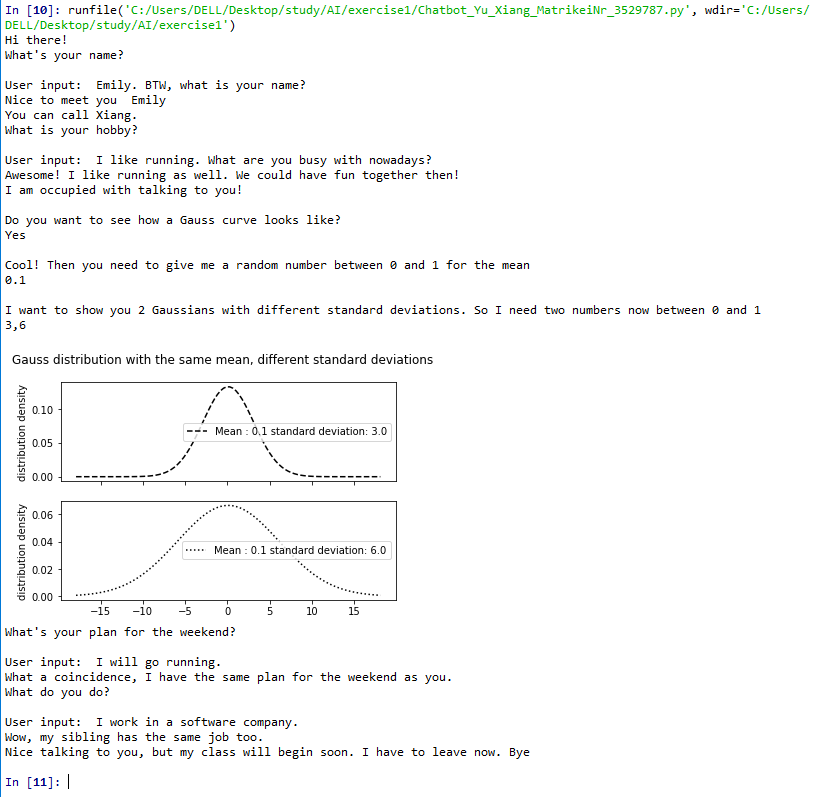 In [10]: runfile('C:/Users/DELL/Desktop/study/AI/exercise1/Chatbot_Yu_Xiang_MatrikeiNr_3529787.py', wdir='C:/Users/
DELL/Desktop/study/AI/exercise1')
Hi there!
What's your name?
User input:  Emily. BTW, what is your name?
Nice to meet you  Emily
You can call Xiang.
What is your hobby?
User input:  I like running. What are you busy with nowadays?
Awesome! I like running as well. We could have fun together then!
I am occupied with talking to you!
Do you want to see how a Gauss curve looks like?
Yes
Cool! Then you need to give me a random number between 0 and 1 for the mean
0.1
I want to show you 2 Gaussians with different standard deviations. So I need two numbers now between 0 and 1
3,6
Gauss distribution with the same mean, different standard deviations
distribution density
0.10
0.05
0.00
Mean : 0.1 standard deviation: 3.0
distribution density
0.06
0.04
0.02
0.00
Mean : 0.1 standard deviation: 6.0
−15 −10 −5 0 5 10 15
What's your plan for the weekend?
User input:  I will go running.
What a coincidence, I have the same plan for the weekend as you.
What do you do?
User input:  I work in a software company.
Wow, my sibling has the same job too.
Nice talking to you, but my class will begin soon. I have to leave now. Bye
In [11]: